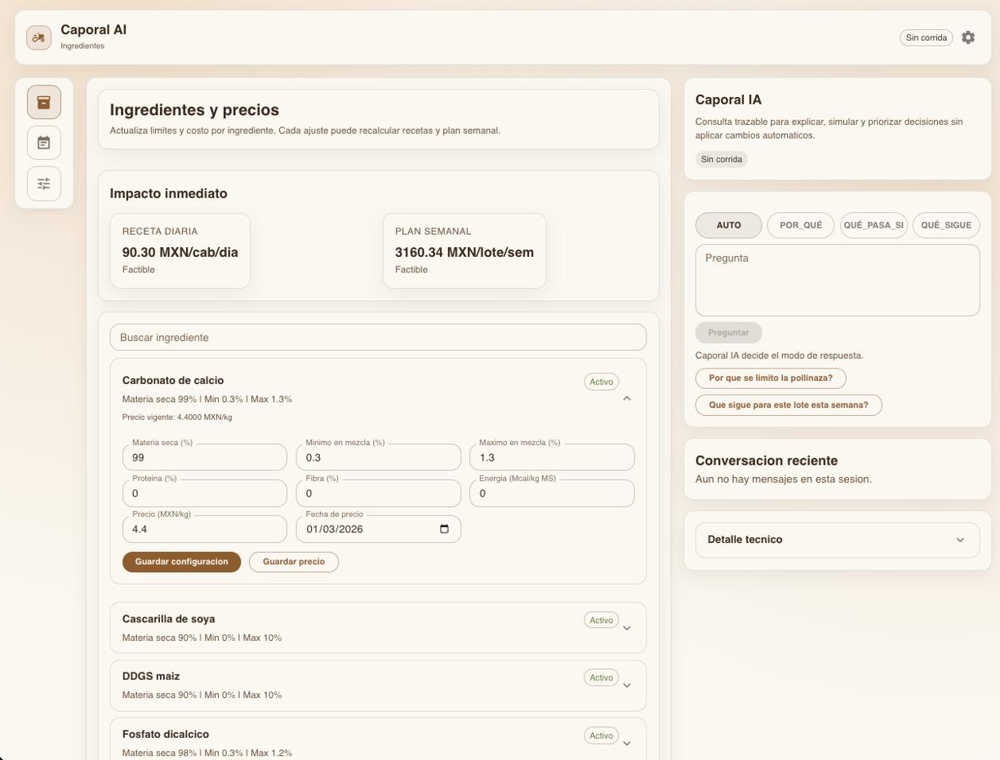 Caporal AI
Ingredientes
Sin corrida
Ingredientes y precios
Actualiza limites y costo por ingrediente. Cada ajuste puede recalcular recetas y plan semanal.
Impacto inmediato
RECETA DIARIA
90.30 MXN/cab/dia
Factible
PLAN SEMANAL
3160.34 MXN/lote/sem
Factible
Buscar ingrediente
Carbonato de calcio
Activo
Materia seca 99% | Min 0.3% | Max 1.3%
Precio vigente: 4.4000 MXN/kg
Materia seca (%)
99
Minimo en mezcla (%)
0.3
Maximo en mezcla (%)
1.3
Proteína (%)
0
Fibra (%)
0
Energia (Mcal/kg MS)
0
Precio (MXN/kg)
4.4
Fecha de precio
01/03/2026
Guardar configuracion
Guardar precio
Cascarilla de soya
Activo
Materia seca 90% | Min 0% | Max 10%
DDGS maiz
Activo
Materia seca 90% | Min 0% | Max 10%
Fosfato dicalcico
Activo
Materia seca 98% | Min 0.3% | Max 1.2%
Caporal IA
Consulta trazable para explicar, simular y priorizar decisiones sin
aplicar cambios automaticos.
Sin corrida
AUTO
POR_QUÉ
QUÉ_PASA_SI
QUÉ_SIGUE
Pregunta
Preguntar
Caporal IA decide el modo de respuesta.
Por que se limito la pollinaza?
Que sigue para este lote esta semana?
Conversacion reciente
Aun no hay mensajes en esta sesion.
Detalle tecnico